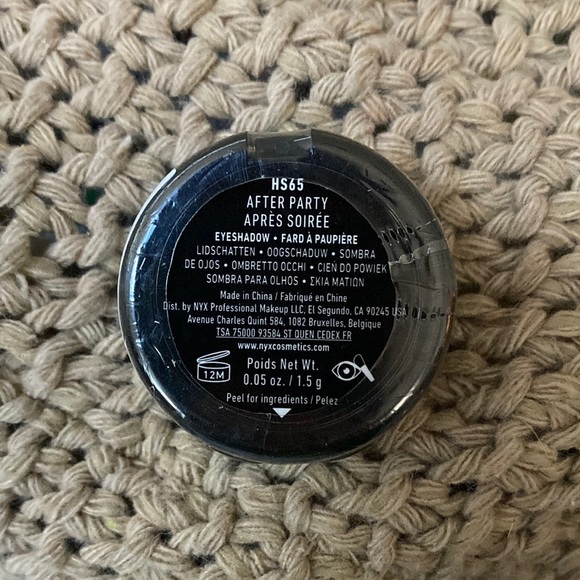 HS65
AFTER PARTY
APRÈS SOIRÉE
EYESHADOW • FARD À PAUPIÈRE
LIDSCHATTEN • OOGSCHADUW • SOMBRA
DE OJOS • OMBRETTO OCCHI • CIEŃ DO POWIEK
SOMBRA PARA OLHOS • ΣΚΙΑ ΜΑΤΙΩΝ
Made in China / Fabriqué en Chine
Dist. by NYX Professional Makeup LLC, El Segundo, CA 90245 USA
Avenue Charles Quint 584, 1082 Bruxelles, Belgique
TSA 75000 93584 ST OUEN CEDEX FR
www.nyxcosmetics.com
12M
Poids Net Wt.
0.05 oz. / 1.5 g
Peel for ingredients / Pelez